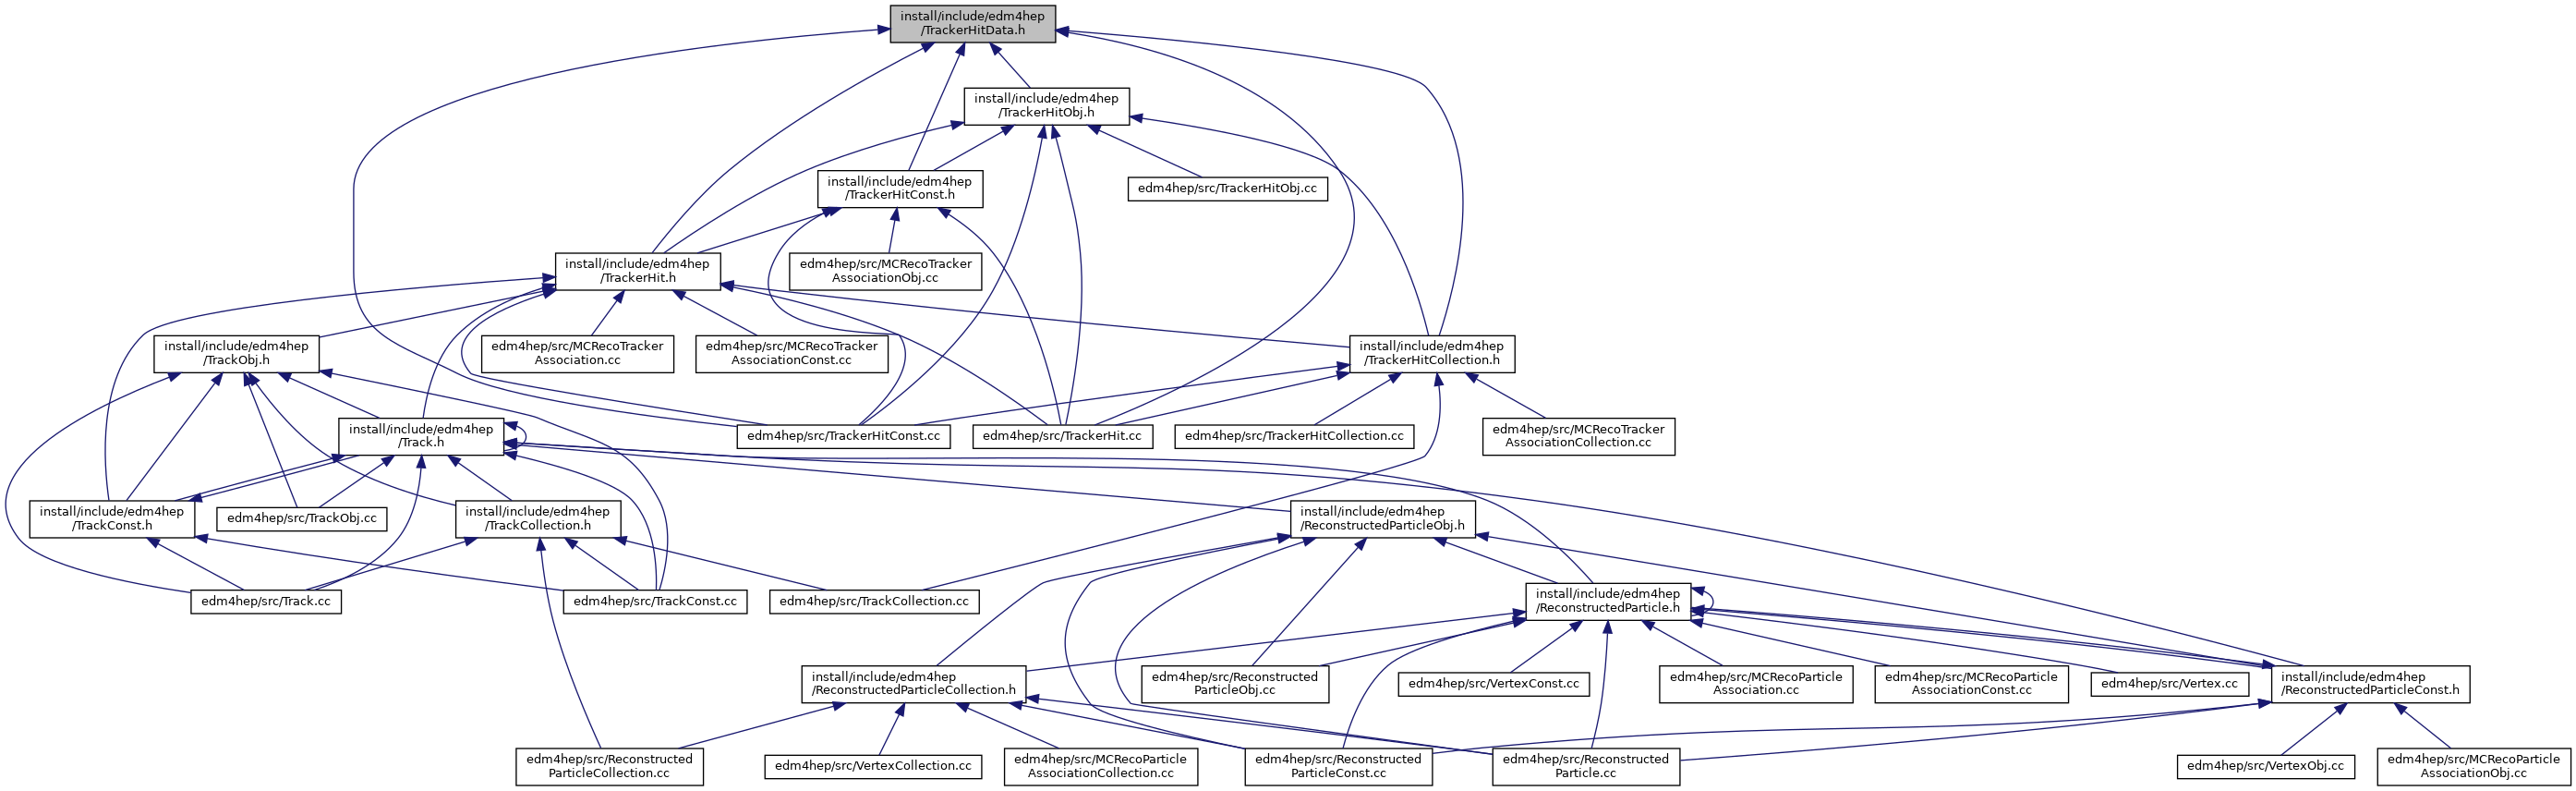 install/include/edm4hep
/TrackerHitData.h
install/include/edm4hep
/TrackerHitObj.h
install/include/edm4hep
/TrackerHitConst.h
edm4hep/src/TrackerHitObj.cc
install/include/edm4hep
/TrackerHit.h
edm4hep/src/MCRecoTracker
AssociationObj.cc
install/include/edm4hep
/TrackObj.h
edm4hep/src/MCRecoTracker
Association.cc
edm4hep/src/MCRecoTracker
AssociationConst.cc
install/include/edm4hep
/TrackerHitCollection.h
install/include/edm4hep
/Track.h
edm4hep/src/TrackerHitConst.cc
edm4hep/src/TrackerHit.cc
edm4hep/src/TrackerHitCollection.cc
edm4hep/src/MCRecoTracker
AssociationCollection.cc
install/include/edm4hep
/TrackConst.h
edm4hep/src/TrackObj.cc
install/include/edm4hep
/TrackCollection.h
install/include/edm4hep
/ReconstructedParticleObj.h
edm4hep/src/Track.cc
edm4hep/src/TrackConst.cc
edm4hep/src/TrackCollection.cc
install/include/edm4hep
/ReconstructedParticle.h
install/include/edm4hep
/ReconstructedParticleCollection.h
edm4hep/src/Reconstructed
ParticleObj.cc
edm4hep/src/VertexConst.cc
edm4hep/src/MCRecoParticle
Association.cc
edm4hep/src/MCRecoParticle
AssociationConst.cc
edm4hep/src/Vertex.cc
install/include/edm4hep
/ReconstructedParticleConst.h
edm4hep/src/Reconstructed
ParticleCollection.cc
edm4hep/src/VertexCollection.cc
edm4hep/src/MCRecoParticle
AssociationCollection.cc
edm4hep/src/Reconstructed
ParticleConst.cc
edm4hep/src/Reconstructed
Particle.cc
edm4hep/src/VertexObj.cc
edm4hep/src/MCRecoParticle
AssociationObj.cc